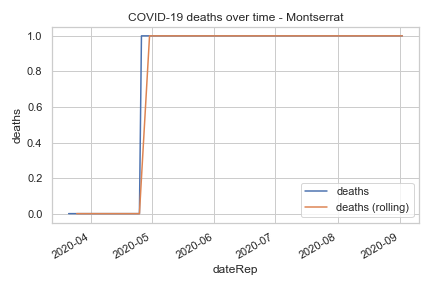 COVID-19 deaths over time - Montserrat
deaths
1.0
0.8
0.6
0.4
0.2
0.0
2020-04
2020-05
2020-06
2020-07
2020-08
2020-09
dateRep
deaths
deaths (rolling)